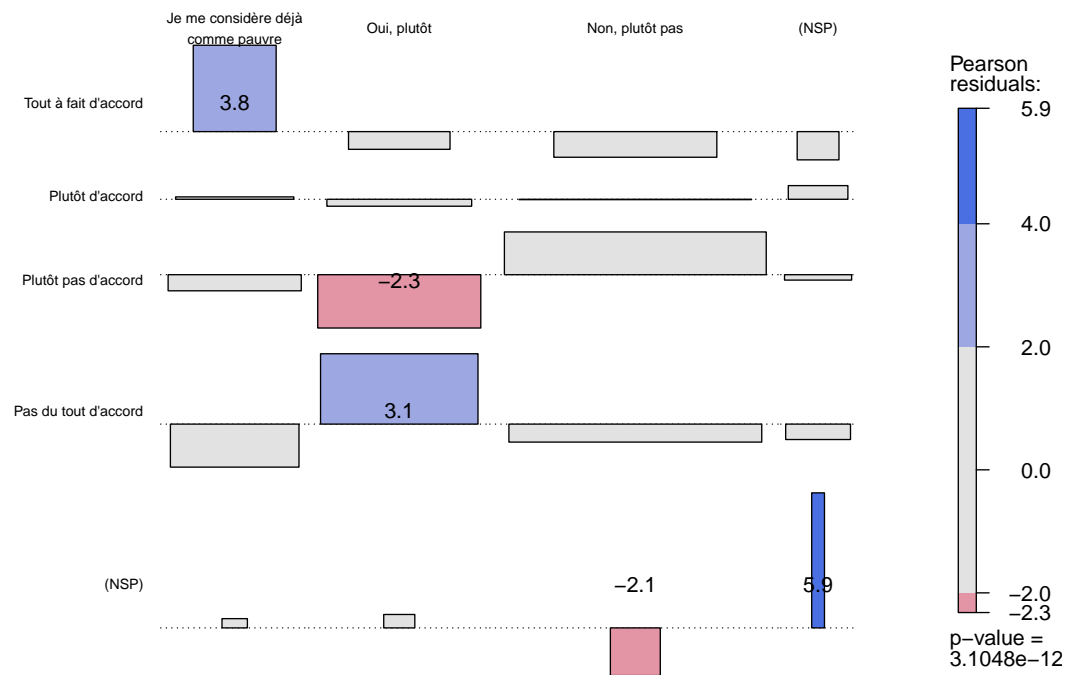 Je me considère déjà
comme pauvre
Oui, plutôt
Non, plutôt pas
(NSP)
Tout à fait d'accord
3.8
Plutôt d'accord
Plutôt pas d'accord
−2.3
Pas du tout d'accord
3.1
(NSP)
−2.1
5.9
Pearson
residuals:
5.9
4.0
2.0
0.0
−2.0
−2.3
p−value =
3.1048e−12